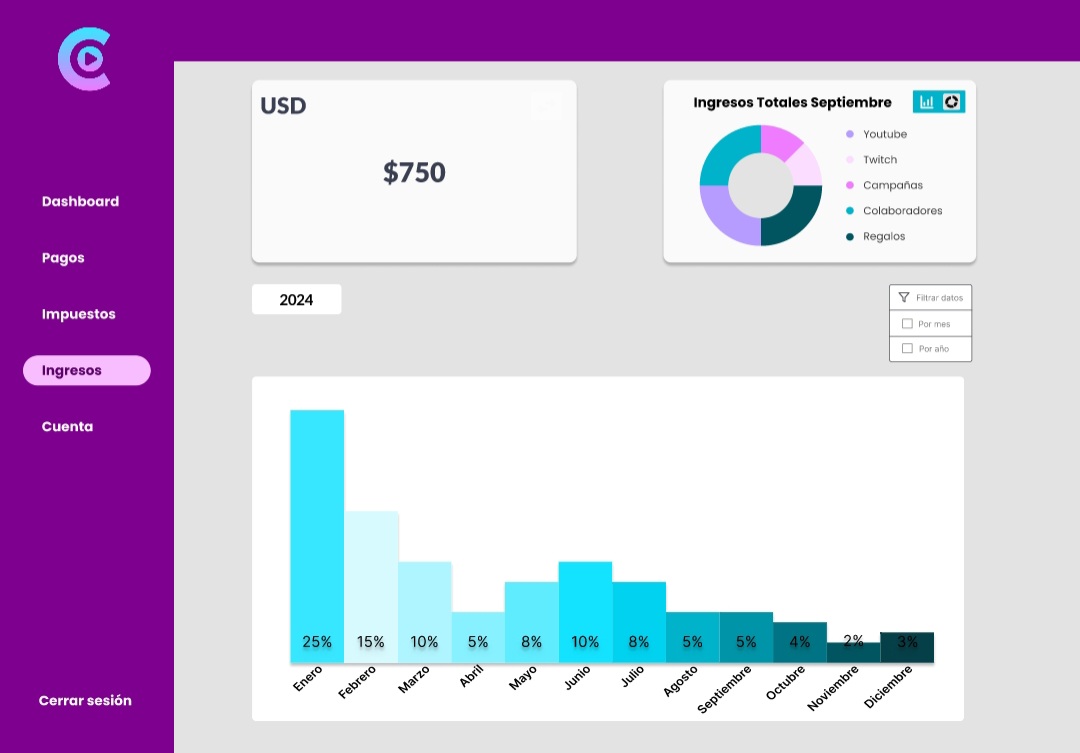 Dashboard
Pagos
Impuestos
Ingresos
Cuenta
Cerrar sesión
USD
$750
Ingresos Totales Septiembre
Youtube
Twitch
Campañas
Colaboradores
Regalos
2024
Filtrar datos
Por mes
Por año
25% 15% 10% 5% 8% 10% 8% 5% 5% 4% 2% 3%
Enero Febrero Marzo Abril Mayo Junio Julio Agosto Septiembre Octubre Noviembre Diciembre